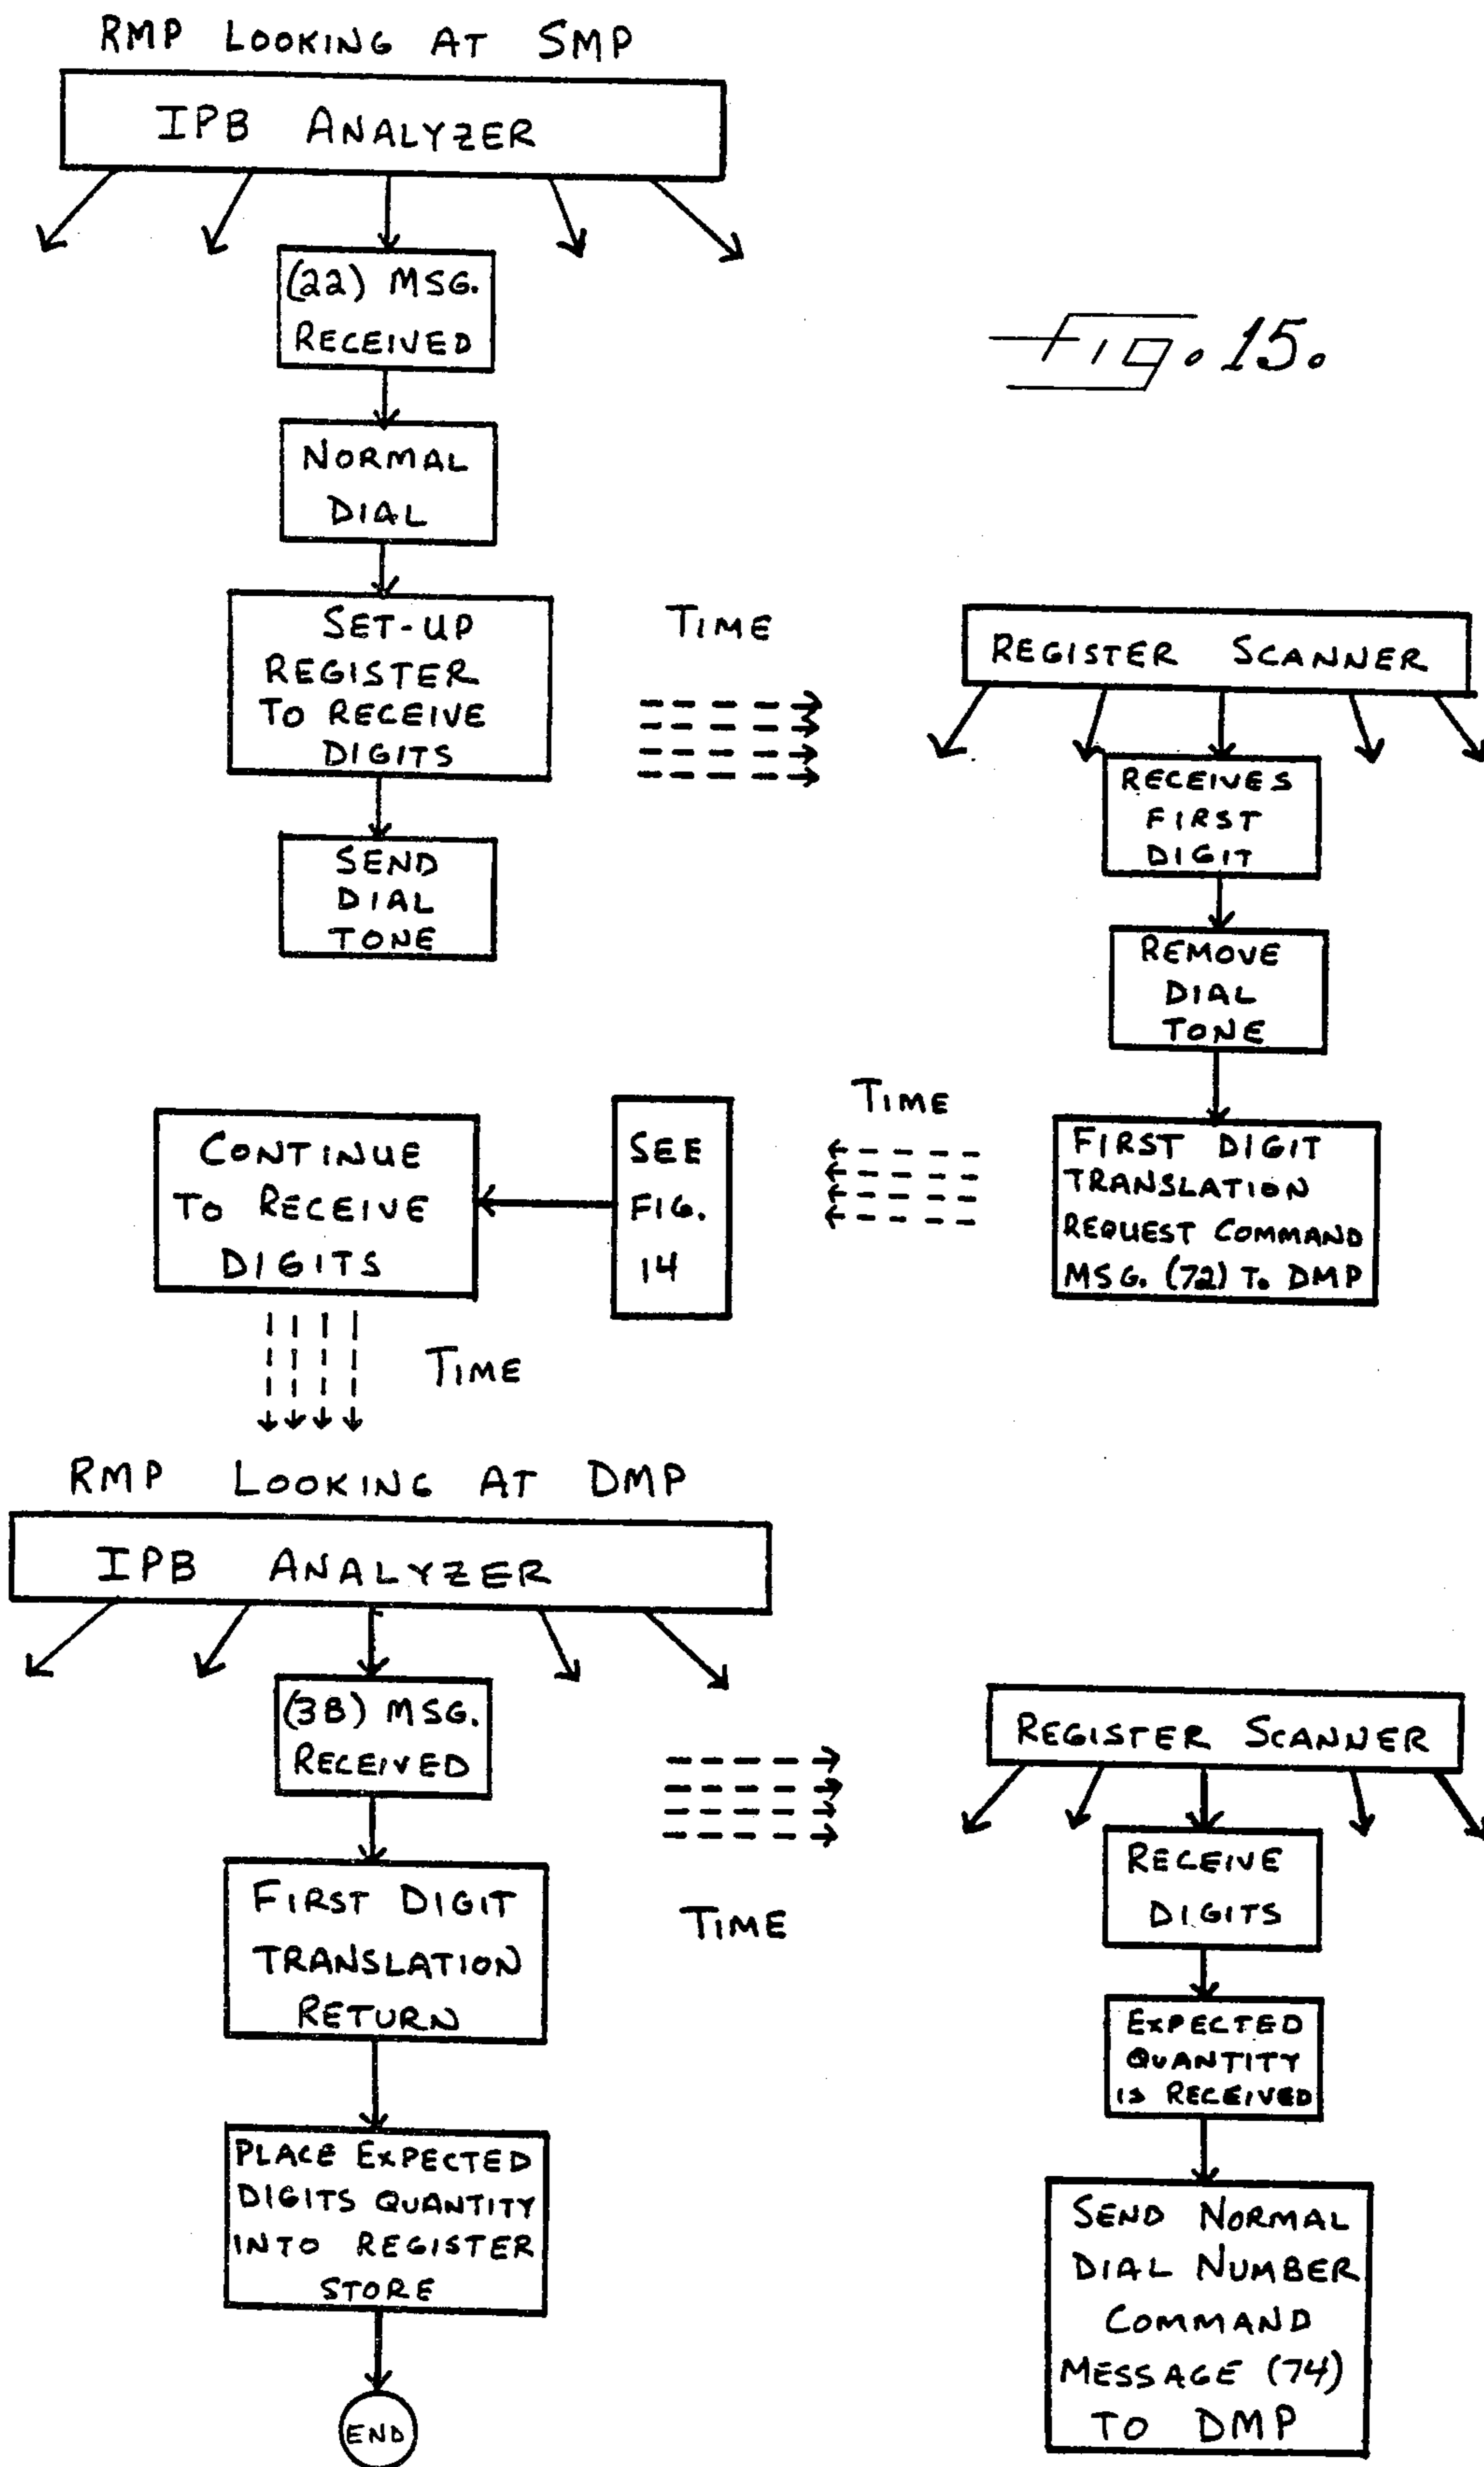 RMP LOOKING AT SMP
IPB ANALYZER
(22) MSG.
RECEIVED
Fig. 15.
NORMAL
DIAL
SET-UP
REGISTER
TO RECEIVE
DIGITS
TIME
SEND
DIAL
TONE
REGISTER SCANNER
RECEIVES
FIRST
DIGIT
REMOVE
DIAL
TONE
FIRST DIGIT
TRANSLATION
REQUEST COMMAND
MSG. (72) TO DMP
TIME
SEE
FIG.
14
CONTINUE
TO RECEIVE
DIGITS
TIME
RMP LOOKING AT DMP
IPB ANALYZER
(3B) MSG.
RECEIVED
FIRST DIGIT
TRANSLATION
RETURN
PLACE EXPECTED
DIGITS QUANTITY
INTO REGISTER
STORE
END
TIME
REGISTER SCANNER
RECEIVE
DIGITS
EXPECTED
QUANTITY
IS RECEIVED
SEND NORMAL
DIAL NUMBER
COMMAND
MESSAGE (74)
TO DMP